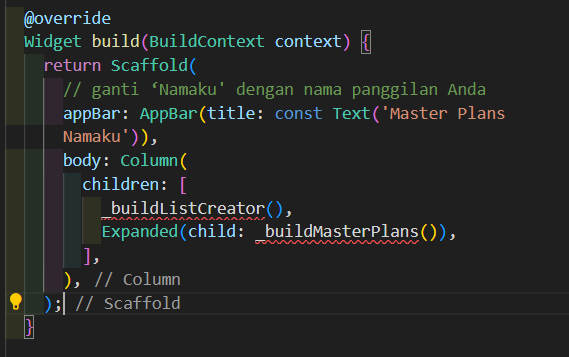 @override
Widget build(BuildContext context) {
return Scaffold(
// ganti ‘Namaku' dengan nama panggilan Anda
appBar: AppBar(title: const Text('Master Plans
Namaku')),
body: Column(
children: [
_buildListCreator(),
Expanded(child: _buildMasterPlans()),
],
), // Column
); // Scaffold
}